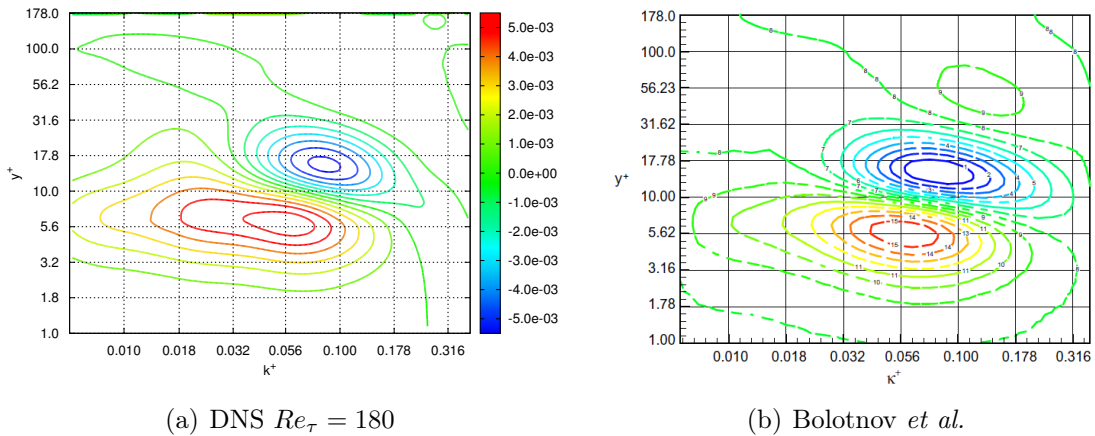 178.0
100.0
56.2
31.6
17.8
10.0
5.6
3.2
1.8
1.0
y+
0.010 0.018 0.032 0.056 0.100 0.178 0.316
k+
5.0e-03
4.0e-03
3.0e-03
2.0e-03
1.0e-03
0.0e+00
-1.0e-03
-2.0e-03
-3.0e-03
-4.0e-03
-5.0e-03
178.0
100.0
56.23
31.62
17.78
10.00
5.62
3.16
1.78
1.00
y+
0.010 0.018 0.032 0.056 0.100 0.178 0.316
κ+
(a) DNS Reτ = 180
(b) Bolotnov et al.